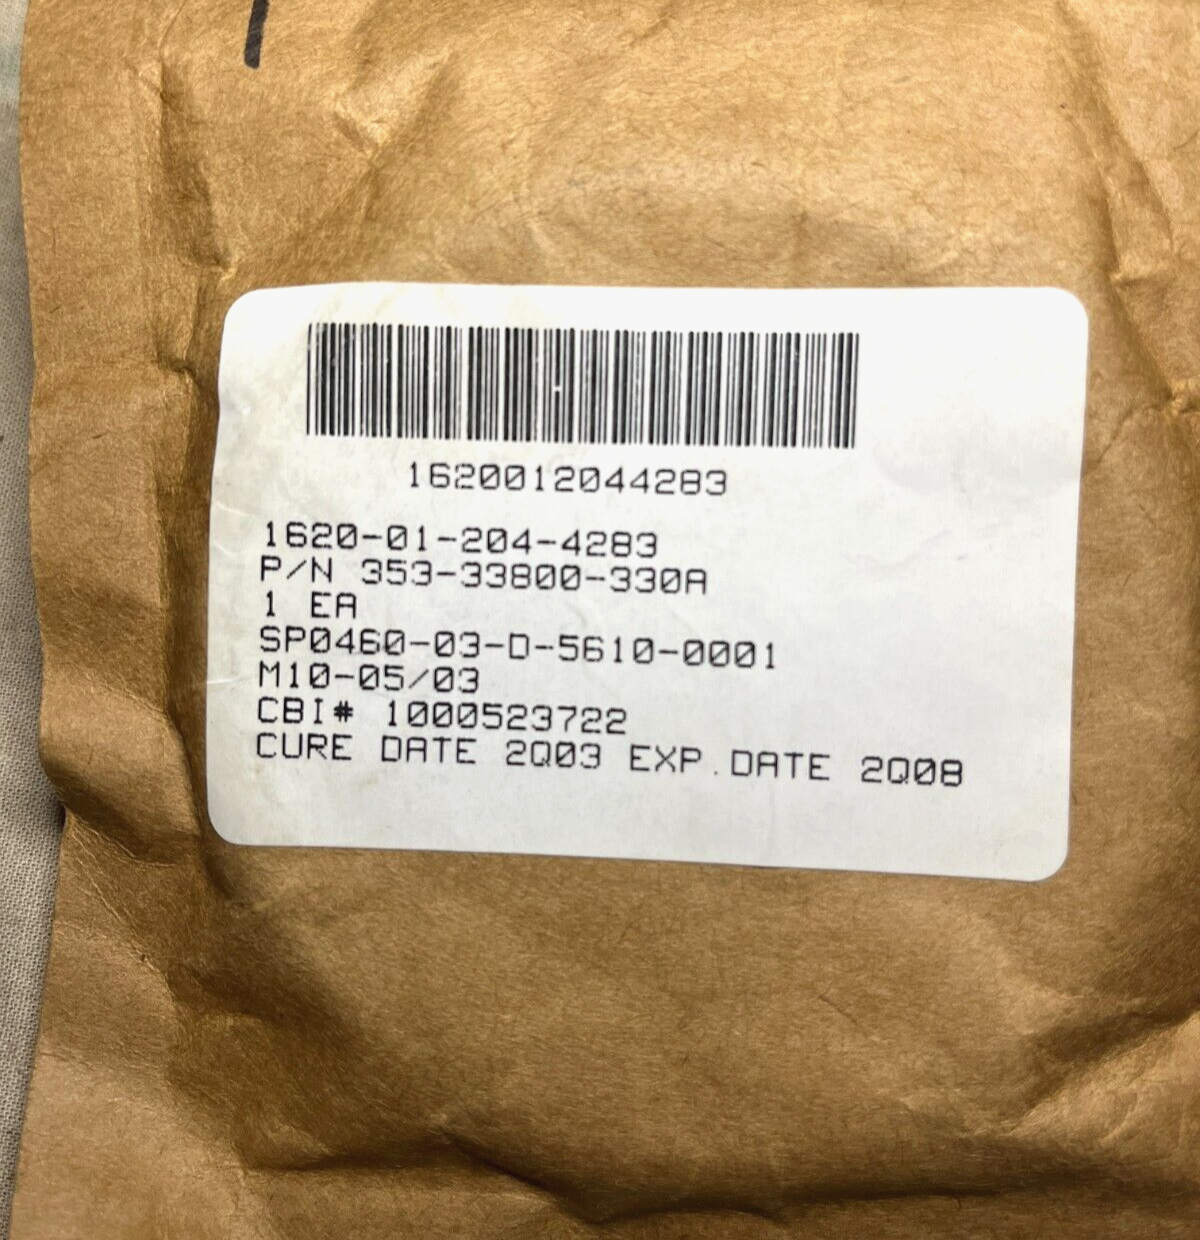 1620012044283
1620-01-204-4283
P/N 353-33800-330A
1 EA
SP0460-03-D-5610-0001
M10-05/03
CBI# 1000523722
CURE DATE 2Q03 EXP.DATE 2Q08